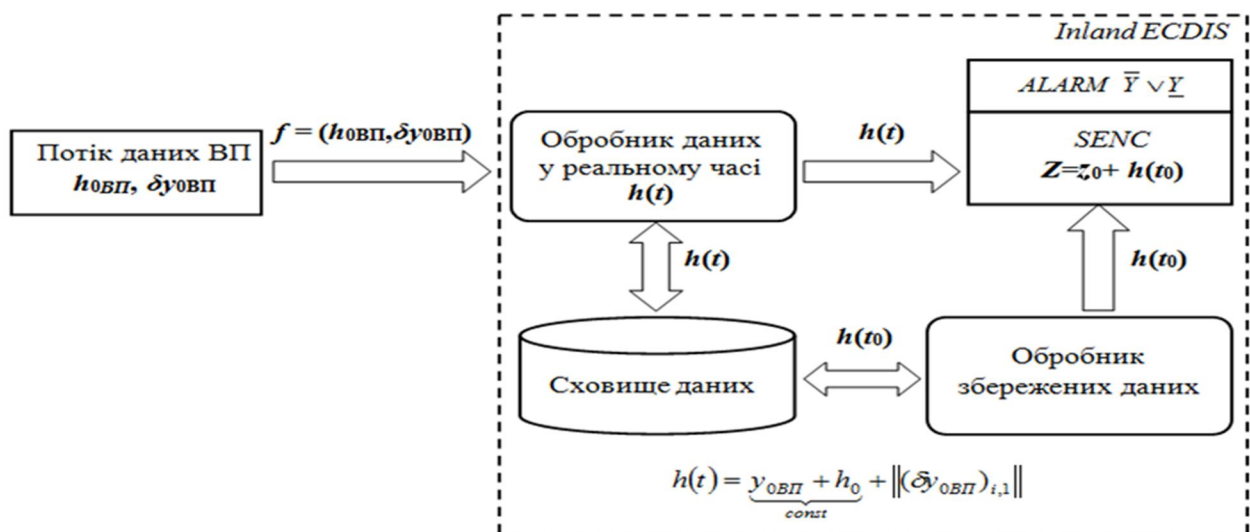 Inland ECDIS
ALARM Y̅ ∨ Y̲
f = (h₀ВП,δy₀ВП)
Потік даних ВП
h₀ВП, δy₀ВП
Обробник даних
у реальному часі
h(t)
h(t)
SENC
Z=z₀+ h(t₀)
h(t)
h(t₀)
Сховище даних
h(t₀)
Обробник
збережених даних
h(t) = y₀ВП + h₀ + ‖(δy₀ВП)ᵢ,₁‖
const